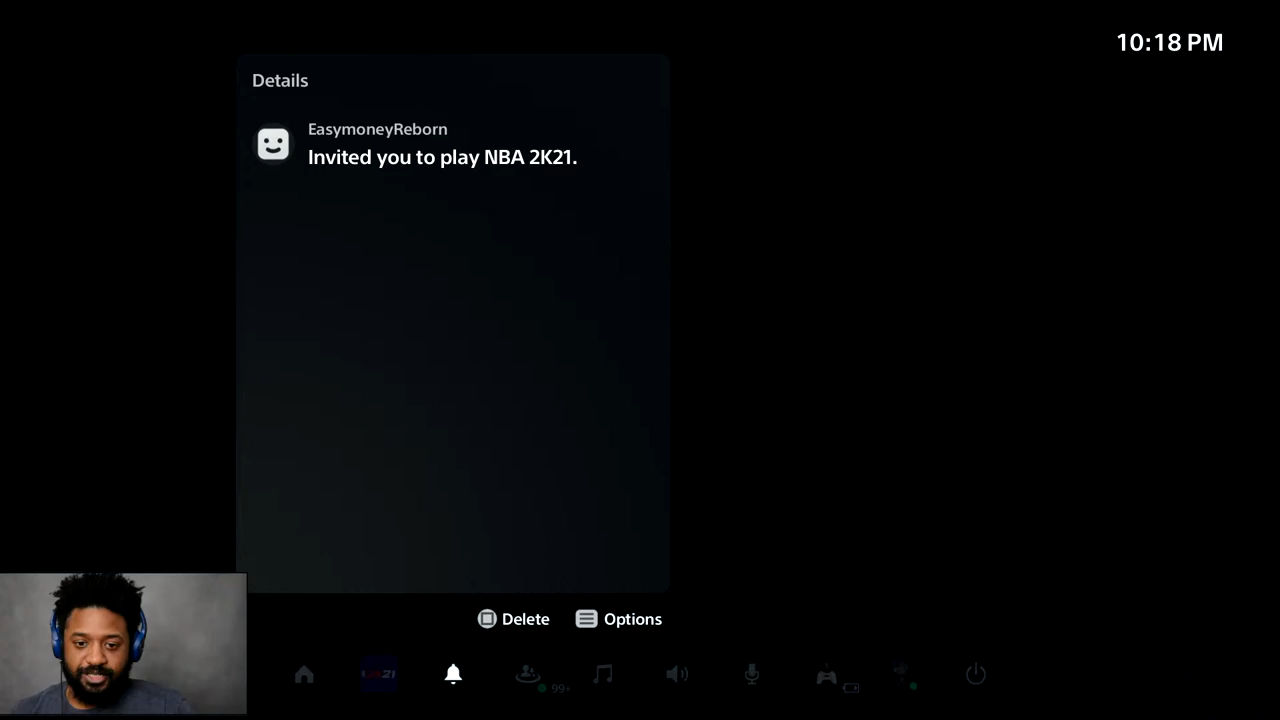 10:18 PM
Details
EasymoneyReborn
Invited you to play NBA 2K21.
Delete
Options
99+